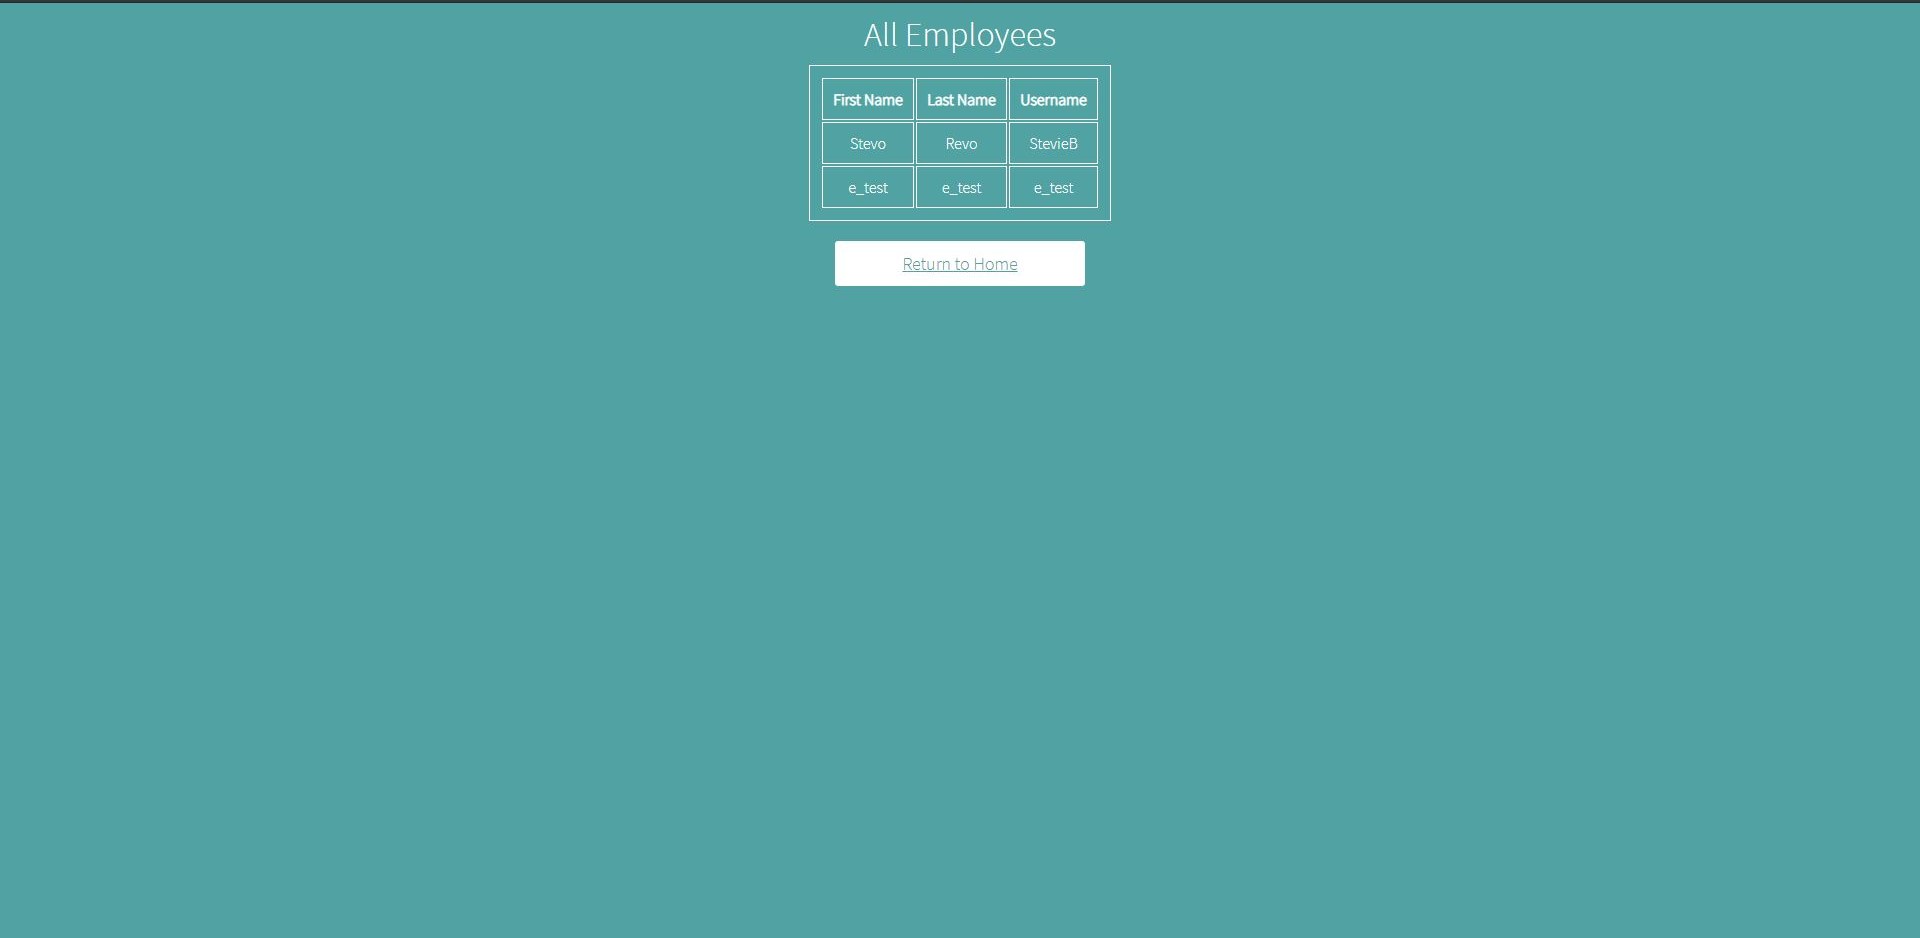 All Employees
First Name Last Name Username
Stevo Revo StevieB
e_test e_test e_test
Return to Home